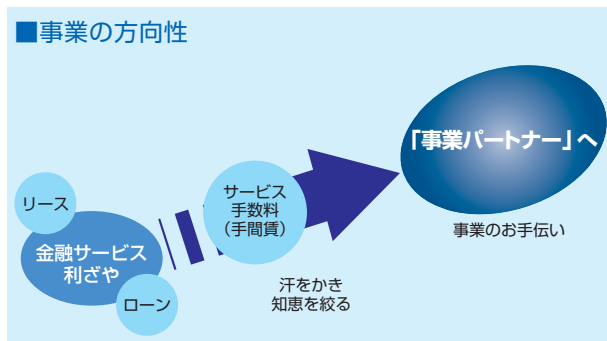 ■事業の方向性
「事業パートナー」へ
事業のお手伝い
サービス
手数料
（手間賃）
汗をかき
知恵を絞る
リース
金融サービス
利ざや
ローン